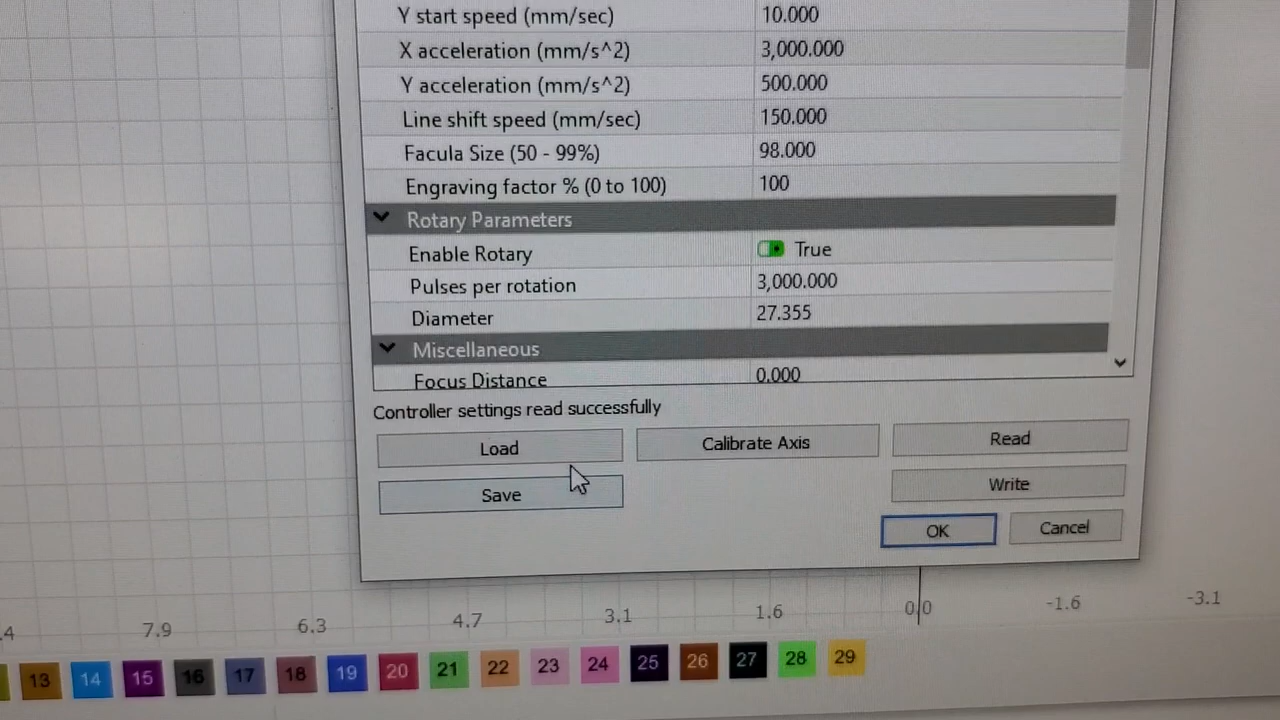 Y start speed (mm/sec) 10.000
X acceleration (mm/s^2) 3,000.000
Y acceleration (mm/s^2) 500.000
Line shift speed (mm/sec) 150.000
Facula Size (50 - 99%) 98.000
Engraving factor % (0 to 100) 100
Rotary Parameters
Enable Rotary True
Pulses per rotation 3,000.000
Diameter 27.355
Miscellaneous
Focus Distance 0.000
Controller settings read successfully
Load Calibrate Axis Read
Save Write
OK Cancel
.4 7.9 6.3 4.7 3.1 1.6 0.0 -1.6 -3.1
13 14 15 16 17 18 19 20 21 22 23 24 25 26 27 28 29